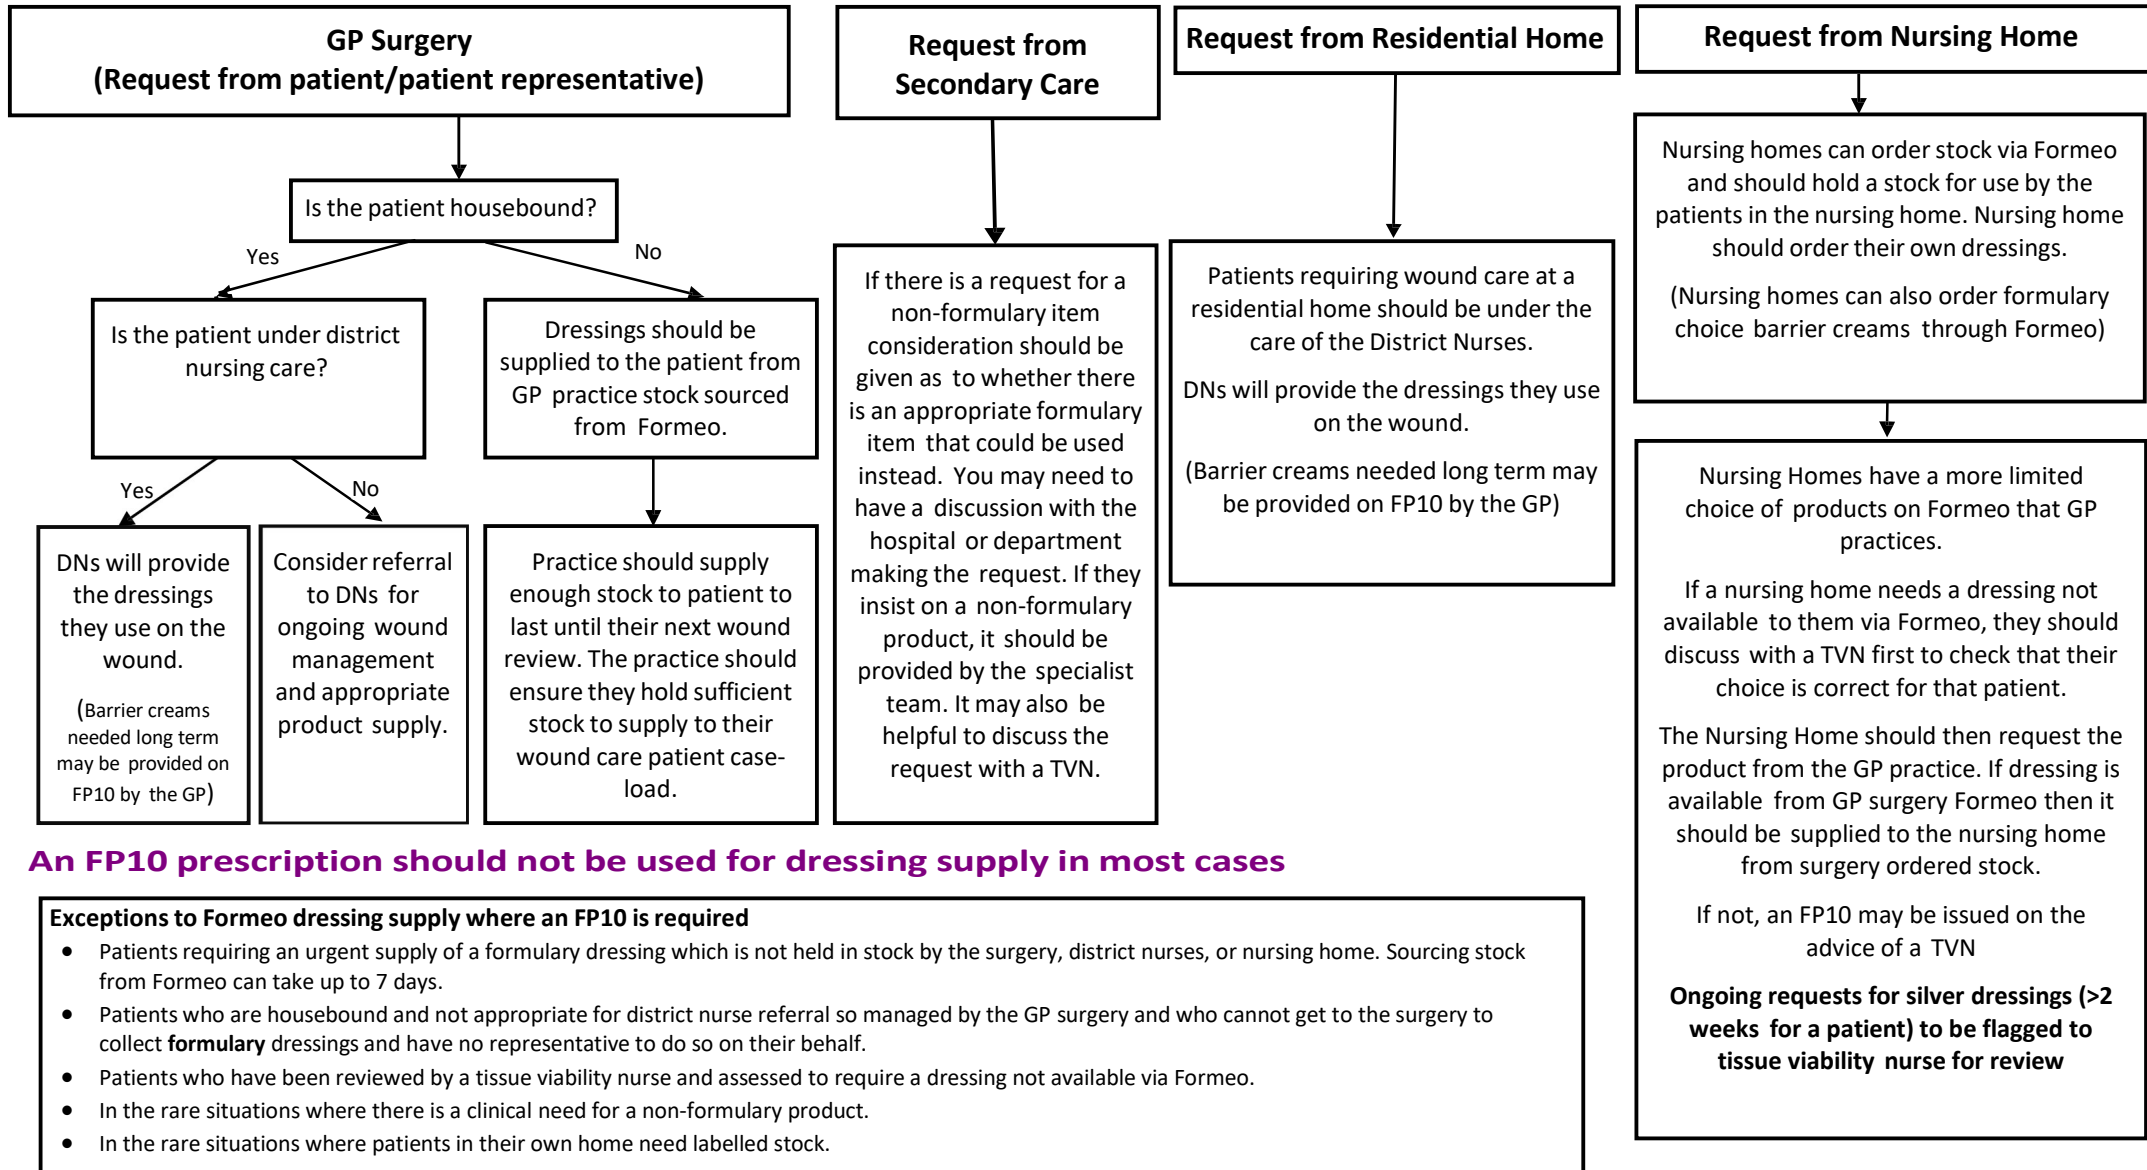 GP Surgery
(Request from patient/patient representative)
Is the patient housebound?
Yes
No
Is the patient under district
nursing care?
Yes
No
DNs will provide
the dressings
they use on the
wound.
(Barrier creams
needed long term
may be provided on
FP10 by the GP)
Consider referral
to DNs for
ongoing wound
management
and appropriate
product supply.
Dressings should be
supplied to the patient from
GP practice stock sourced
from Formeo.
Practice should supply
enough stock to patient to
last until their next wound
review. The practice should
ensure they hold sufficient
stock to supply to their
wound care patient case-
load.
Request from
Secondary Care
If there is a request for a
non-formulary item
consideration should be
given as to whether there
is an appropriate formulary
item that could be used
instead. You may need to
have a discussion with the
hospital or department
making the request. If they
insist on a non-formulary
product, it should be
provided by the specialist
team. It may also be
helpful to discuss the
request with a TVN.
Request from Residential Home
Patients requiring wound care at a
residential home should be under the
care of the District Nurses.
DNs will provide the dressings they use
on the wound.
(Barrier creams needed long term may
be provided on FP10 by the GP)
Request from Nursing Home
Nursing homes can order stock via Formeo
and should hold a stock for use by the
patients in the nursing home. Nursing home
should order their own dressings.
(Nursing homes can also order formulary
choice barrier creams through Formeo)
Nursing Homes have a more limited
choice of products on Formeo that GP
practices.
If a nursing home needs a dressing not
available to them via Formeo, they should
discuss with a TVN first to check that their
choice is correct for that patient.
The Nursing Home should then request the
product from the GP practice. If dressing is
available from GP surgery Formeo then it
should be supplied to the nursing home
from surgery ordered stock.
If not, an FP10 may be issued on the
advice of a TVN
Ongoing requests for silver dressings (>2
weeks for a patient) to be flagged to
tissue viability nurse for review
An FP10 prescription should not be used for dressing supply in most cases
Exceptions to Formeo dressing supply where an FP10 is required
• Patients requiring an urgent supply of a formulary dressing which is not held in stock by the surgery, district nurses, or nursing home. Sourcing stock
from Formeo can take up to 7 days.
• Patients who are housebound and not appropriate for district nurse referral so managed by the GP surgery and who cannot get to the surgery to
collect formulary dressings and have no representative to do so on their behalf.
• Patients who have been reviewed by a tissue viability nurse and assessed to require a dressing not available via Formeo.
• In the rare situations where there is a clinical need for a non-formulary product.
• In the rare situations where patients in their own home need labelled stock.